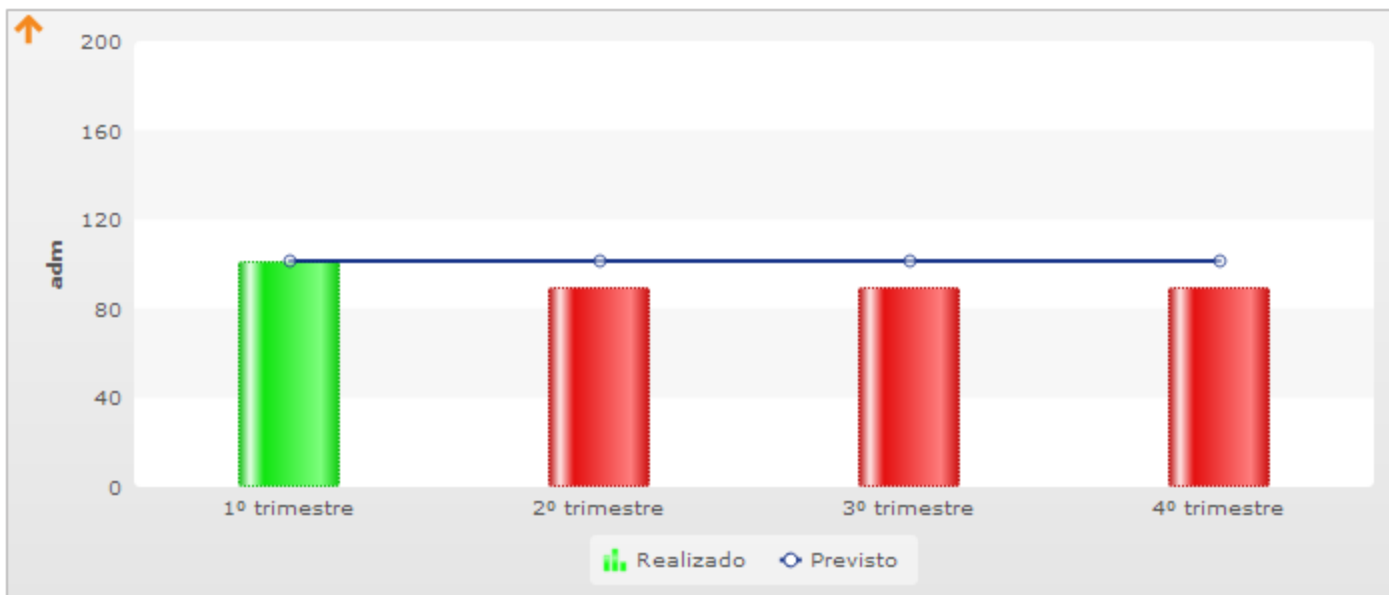 200
160
120
80
40
0
adm
1º trimestre
2º trimestre
3º trimestre
4º trimestre
Realizado
Previsto